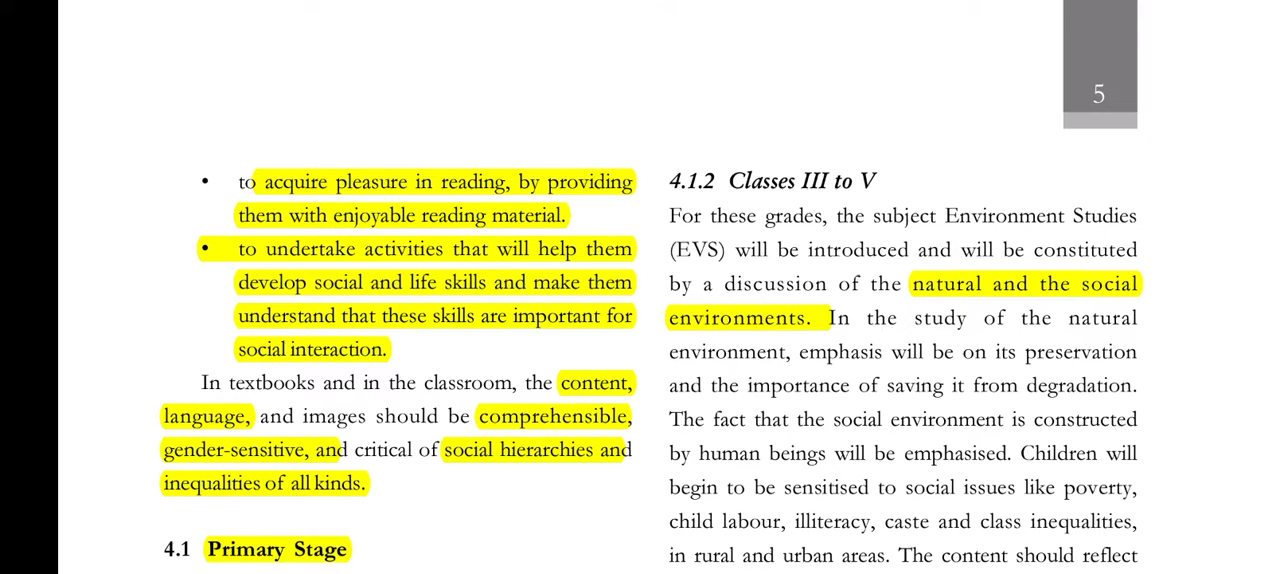 5
• to acquire pleasure in reading, by providing
them with enjoyable reading material.
• to undertake activities that will help them
develop social and life skills and make them
understand that these skills are important for
social interaction.
In textbooks and in the classroom, the content,
language, and images should be comprehensible,
gender-sensitive, and critical of social hierarchies and
inequalities of all kinds.
4.1 Primary Stage
4.1.2 Classes III to V
For these grades, the subject Environment Studies
(EVS) will be introduced and will be constituted
by a discussion of the natural and the social
environments. In the study of the natural
environment, emphasis will be on its preservation
and the importance of saving it from degradation.
The fact that the social environment is constructed
by human beings will be emphasised. Children will
begin to be sensitised to social issues like poverty,
child labour, illiteracy, caste and class inequalities,
in rural and urban areas. The content should reflect